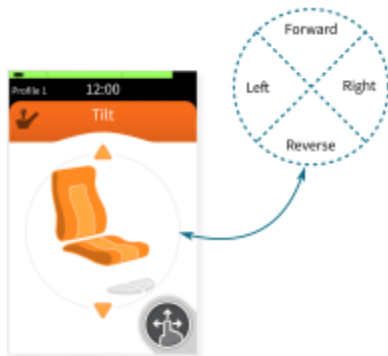 Profile 1 12:00
Tilt
Forward
Left Right
Reverse